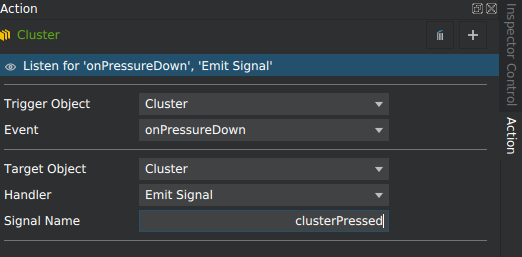 Action
Cluster
Listen for 'onPressureDown', 'Emit Signal'
Trigger Object Cluster
Event onPressureDown
Target Object Cluster
Handler Emit Signal
Signal Name clusterPressed
Inspector Control
Action